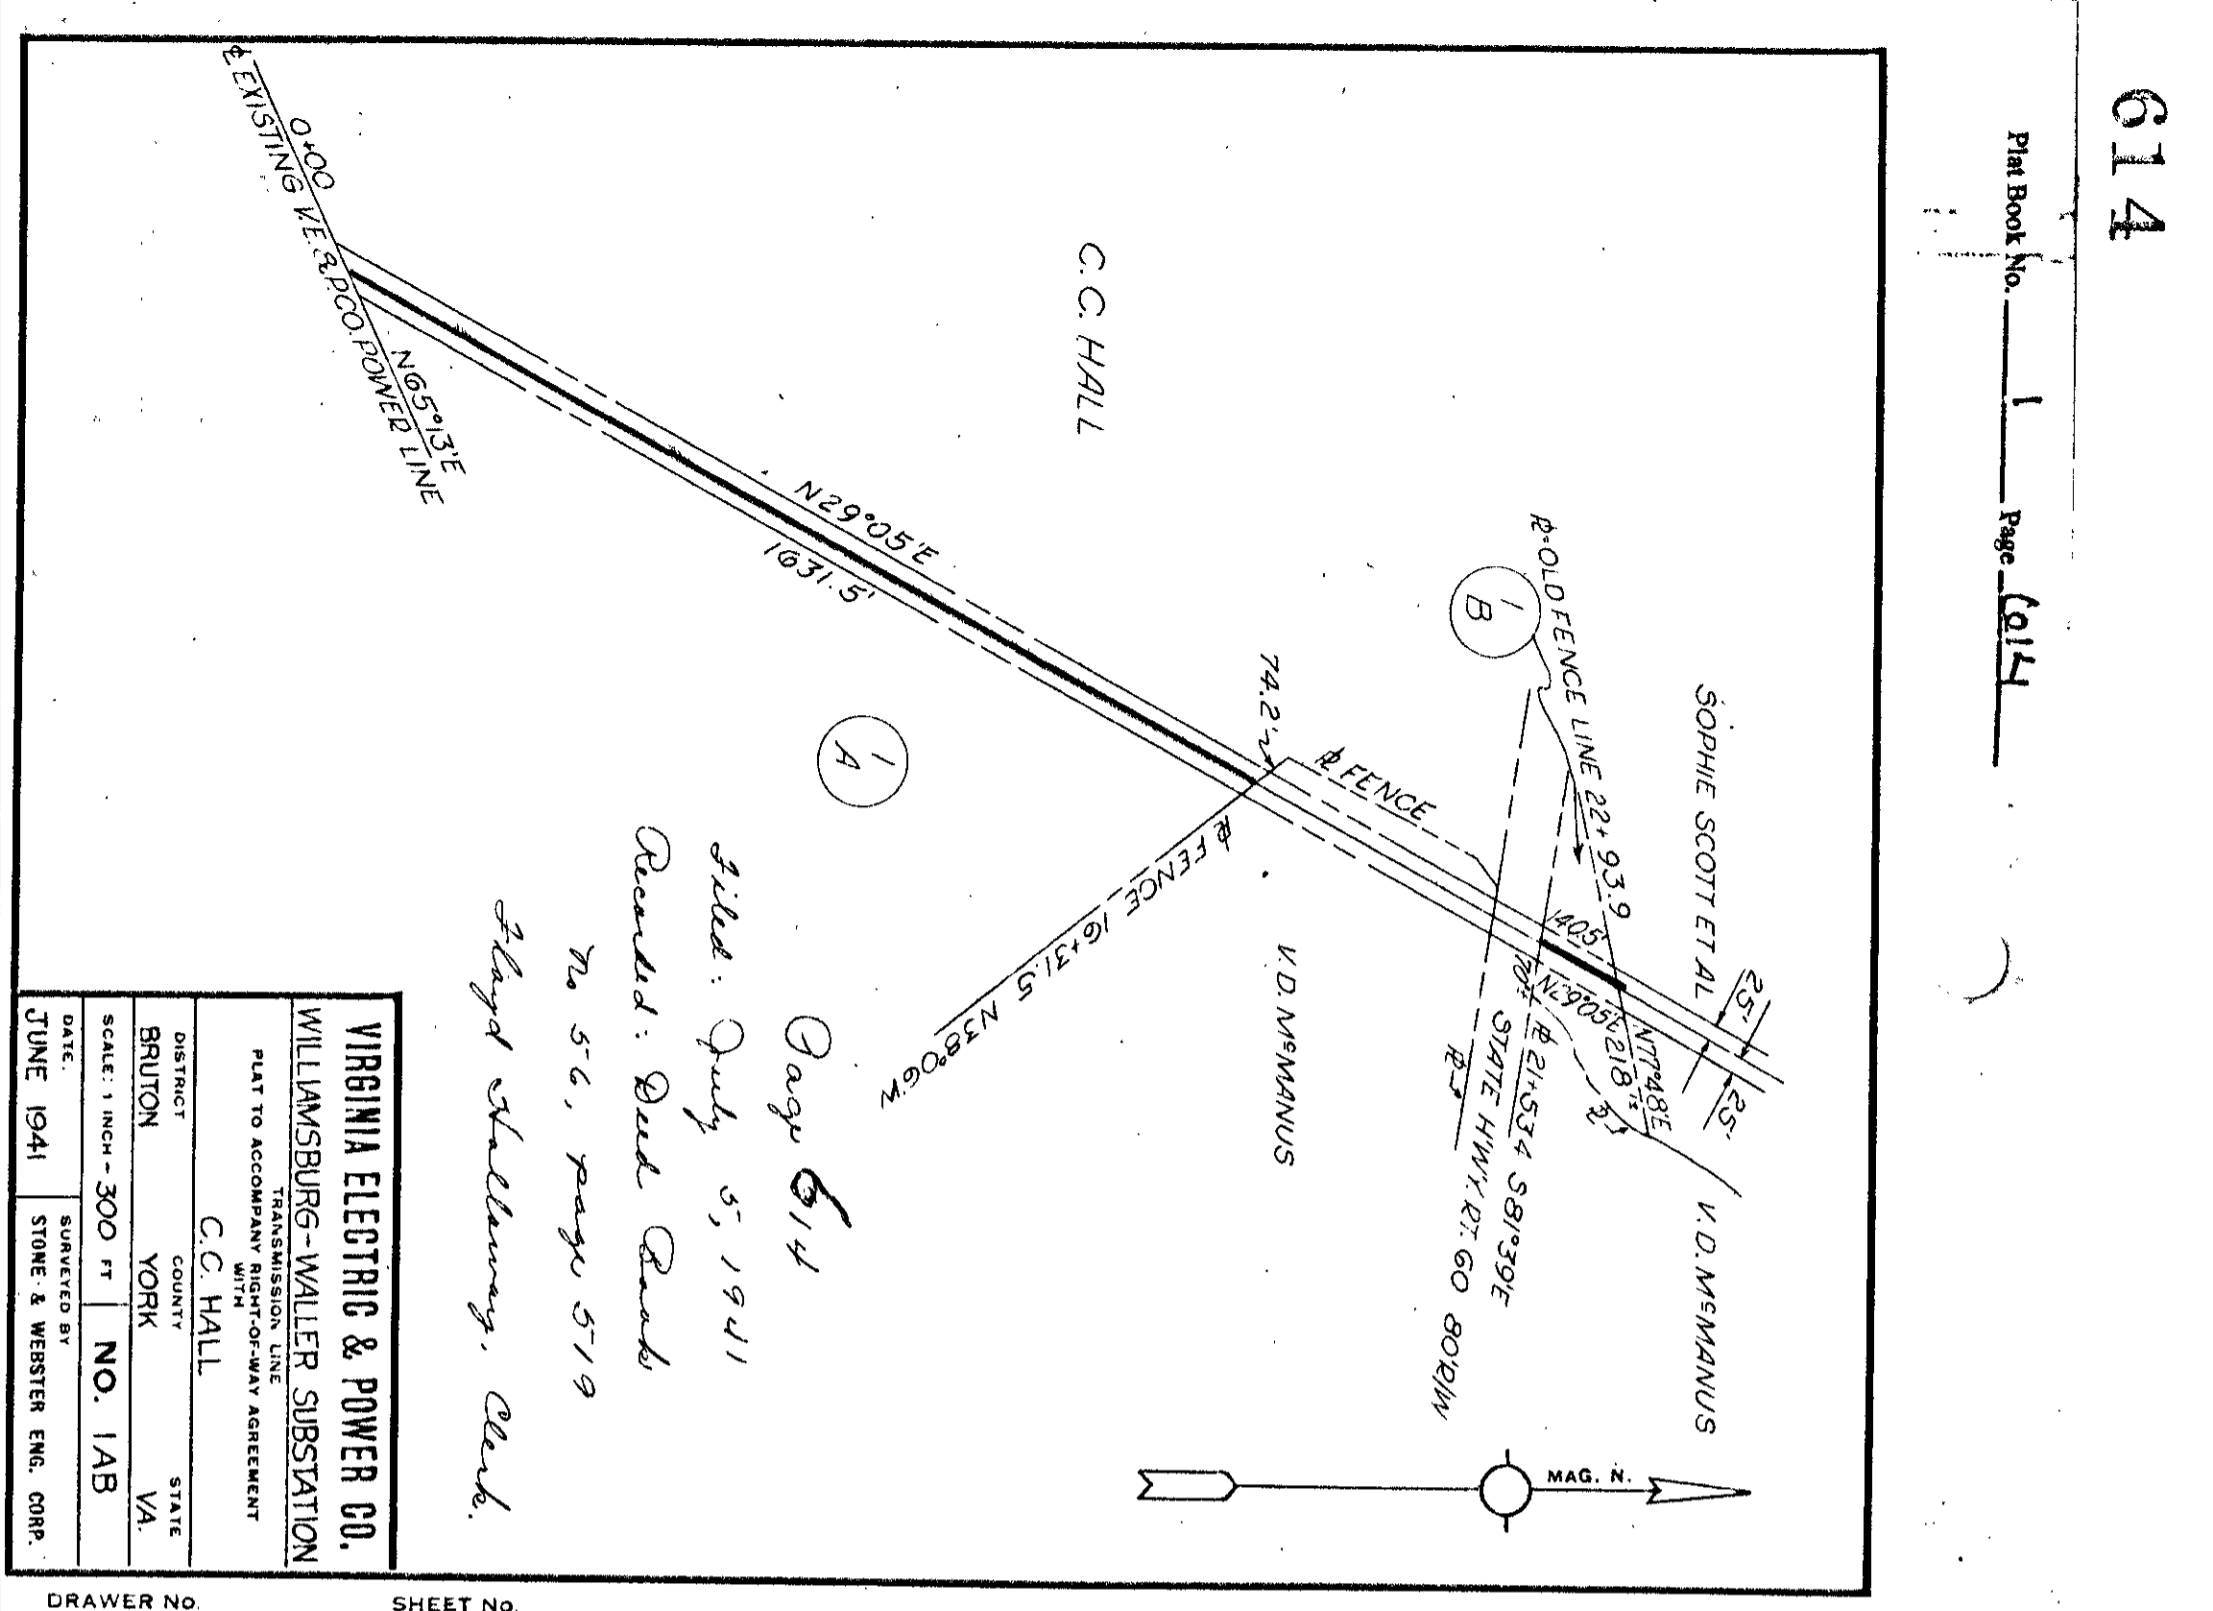 614
Plat Book No. 1 Page 614
SOPHIE SCOTT ET AL
V.D. McMANUS
25'
25'
℄ EXISTING V.E.&P.CO. POWER LINE
0+00
N65°13'E
C.C. HALL
N29°05'E
1631.5'
74.2'
℞ FENCE
℞ FENCE 16+31.5 N38°06'W
℞-OLD FENCE LINE 22+93.9
N77°48'E
1
B
1
A
140.5'
70'±
N29°05'E
218'±
℞
℞ 21+53.4 S81°39'E
STATE H'W'Y. RT. 60 80'R/W
℞
V.D. McMANUS
MAG. N.
Page 614
Filed: July 5, 1941
Recorded: Deed Book
No 56, page 519
Floyd Holloway, Clerk.
VIRGINIA ELECTRIC & POWER CO.
WILLIAMSBURG-WALLER SUBSTATION
TRANSMISSION LINE
PLAT TO ACCOMPANY RIGHT-OF-WAY AGREEMENT
WITH
C.C. HALL
DISTRICT COUNTY STATE
BRUTON YORK VA.
SCALE: 1 INCH - 300 FT NO. 1AB
DATE. SURVEYED BY
JUNE 1941 STONE & WEBSTER ENG. CORP.
DRAWER NO.
SHEET NO.